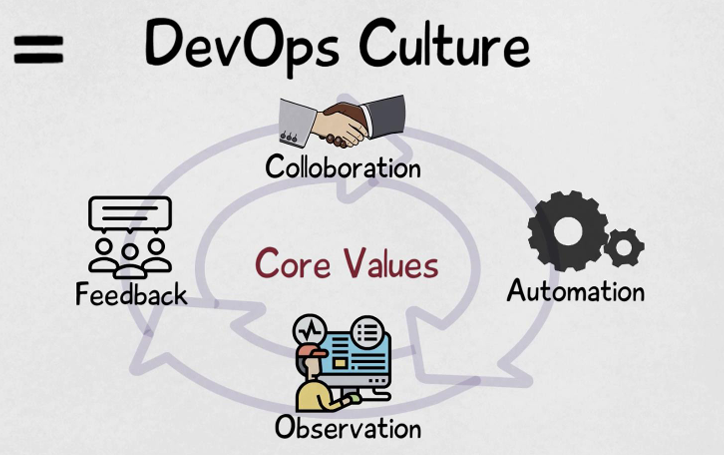 = DevOps Culture
Colloboration
Feedback
Core Values
Automation
Observation